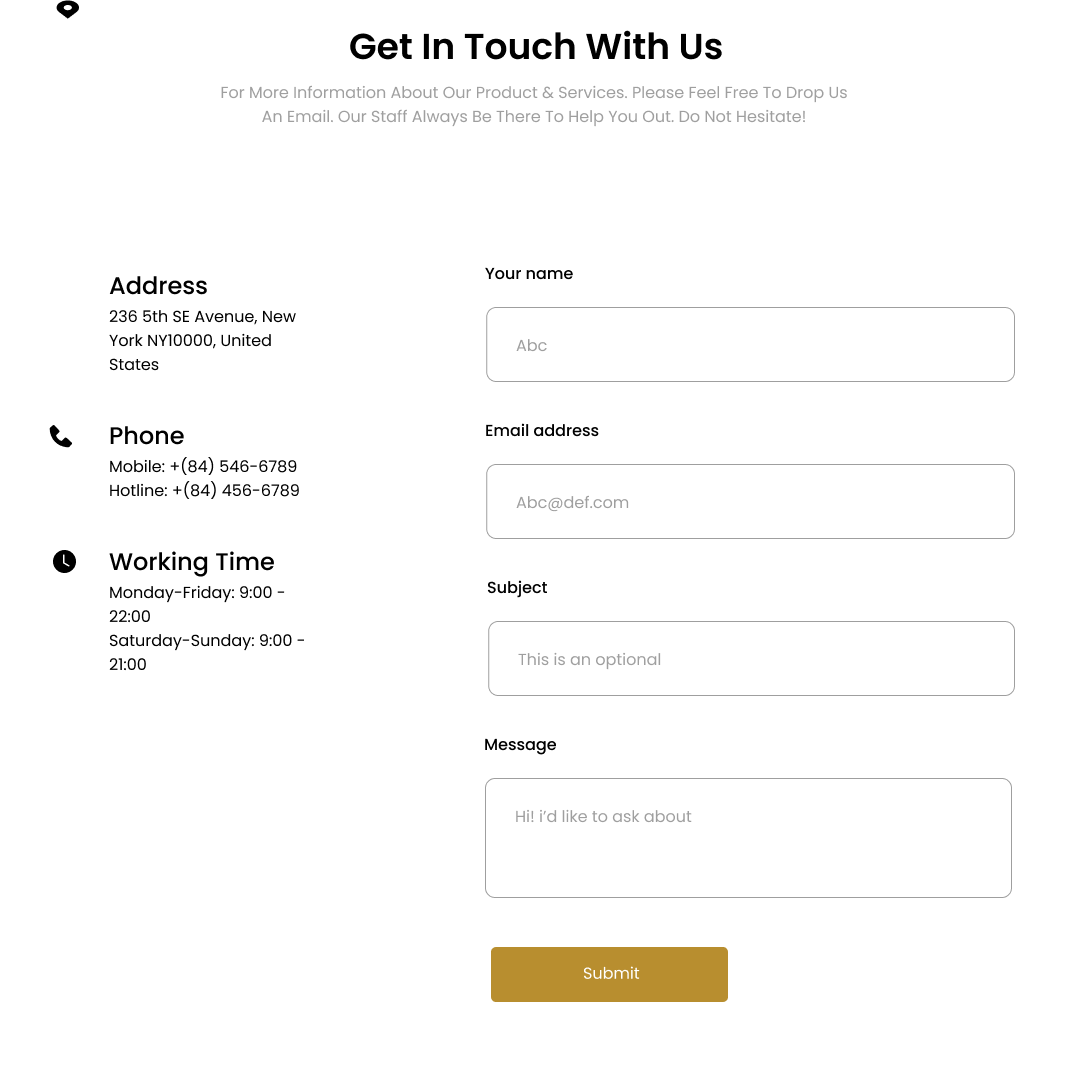 Get In Touch With Us
For More Information About Our Product & Services. Please Feel Free To Drop Us
An Email. Our Staff Always Be There To Help You Out. Do Not Hesitate!
Address
236 5th SE Avenue, New
York NY10000, United
States
Phone
Mobile: +(84) 546-6789
Hotline: +(84) 456-6789
Working Time
Monday-Friday: 9:00 -
22:00
Saturday-Sunday: 9:00 -
21:00
Your name
Abc
Email address
Abc@def.com
Subject
This is an optional
Message
Hi! i’d like to ask about
Submit